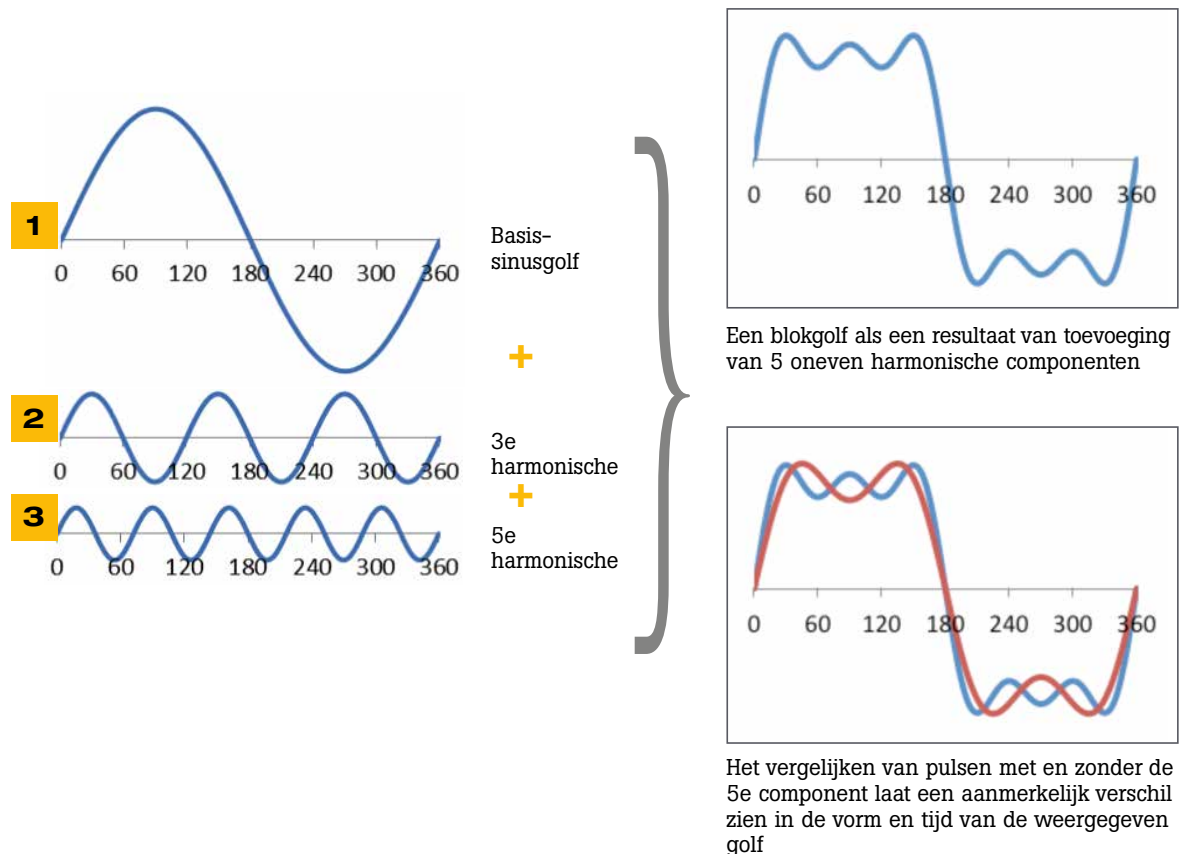 1
0 60 120 180 240 300 360
Basis-
sinusgolf
+
2
0 60 120 180 240 300 360
3e
harmonische
+
3
0 60 120 180 240 300 360
5e
harmonische
0 60 120 180 240 300 360
Een blokgolf als een resultaat van toevoeging
van 5 oneven harmonische componenten
0 60 120 180 240 300 360
Het vergelijken van pulsen met en zonder de
5e component laat een aanmerkelijk verschil
zien in de vorm en tijd van de weergegeven
golf